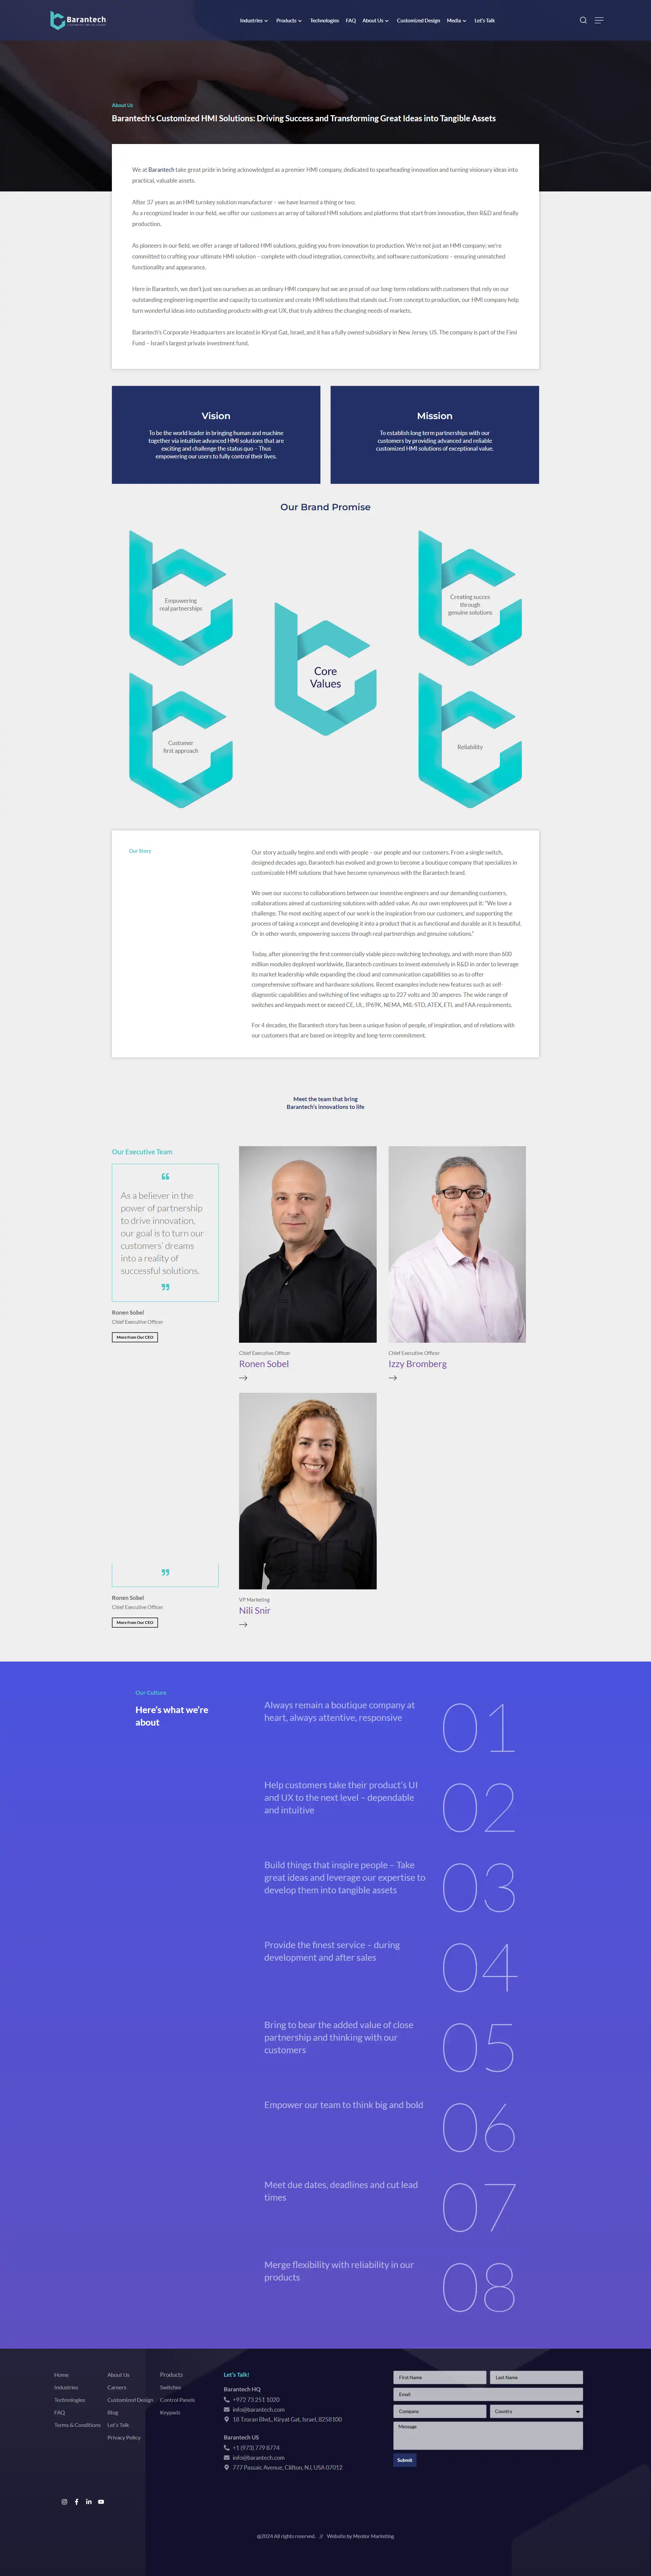 Barantech
Industries
Products
Technologies
FAQ
About Us
Customized Design
Media
Let's Talk
About Us
Barantech's Customized HMI Solutions: Driving Success and Transforming Great Ideas into Tangible Assets
We at Barantech take great pride in being acknowledged as a premier HMI company, dedicated to spearheading innovation and turning visionary ideas into
practical, valuable assets.
After 37 years as an HMI turnkey solution manufacturer – we have learned a thing or two.
As a recognized leader in our field, we offer our customers an array of tailored HMI solutions and platforms that start from innovation, then R&D and finally
production.
As pioneers in our field, we offer a range of tailored HMI solutions, guiding you from innovation to production. We're not just an HMI company; we're
committed to crafting your ultimate HMI solution – complete with cloud integration, connectivity, and software customizations – ensuring unmatched
functionality and appearance.
Here in Barantech, we don't just see ourselves as an ordinary HMI company but we are proud of our long-term relations with customers that rely on our
outstanding engineering expertise and capacity to customize and create HMI solutions that stands out. From concept to production, our HMI company help
turn wonderful ideas into outstanding products with great UX, that truly address the changing needs of markets.
Barantech's Corporate Headquarters are located in Kiryat Gat, Israel, and it has a fully owned subsidiary in New Jersey, US. The company is part of the Fimi
Fund – Israel's largest private investment fund.
Vision
To be the world leader in bringing human and machine
together via intuitive advanced HMI solutions that are
exciting and challenge the status quo – Thus
empowering our users to fully control their lives.
Mission
To establish long term partnerships with our
customers by providing advanced and reliable
customized HMI solutions of exceptional value.
Our Brand Promise
Empowering
real partnerships
Creating succes
through
genuine solutions
Core
Values
Customer
first approach
Reliability
Our Story
Our story actually begins and ends with people – our people and our customers. From a single switch,
designed decades ago, Barantech has evolved and grown to become a boutique company that specializes in
customizable HMI solutions that have become synonymous with the Barantech brand.
We owe our success to collaborations between our inventive engineers and our demanding customers,
collaborations aimed at customizing solutions with added value. As our own employees put it: "We love a
challenge. The most exciting aspect of our work is the inspiration from our customers, and supporting the
process of taking a concept and developing it into a product that is as functional and durable as it is beautiful.
Or in other words, empowering success through real partnerships and genuine solutions."
Today, after pioneering the first commercially viable piezo switching technology, and with more than 600
million modules deployed worldwide, Barantech continues to invest extensively in R&D in order to leverage
its market leadership while expanding the cloud and communication capabilities so as to offer
comprehensive software and hardware solutions. Recent examples include new features such as self-
diagnostic capabilities and switching of line voltages up to 227 volts and 30 amperes. The wide range of
switches and keypads meet or exceed CE, UL, IP69K, NEMA, MIL-STD, ATEX, ETL and FAA requirements.
For 4 decades, the Barantech story has been a unique fusion of people, of inspiration, and of relations with
our customers that are based on integrity and long-term commitment.
Meet the team that bring
Barantech's innovations to life
Our Executive Team
“
As a believer in the
power of partnership
to drive innovation,
our goal is to turn our
customers' dreams
into a reality of
successful solutions.
”
Ronen Sobel
Chief Executive Officer
More from Our CEO
Chief Executive Officer
Ronen Sobel
Chief Executive Officer
Izzy Bromberg
”
Ronen Sobel
Chief Executive Officer
More from Our CEO
VP Marketing
Nili Snir
Our Culture
Here's what we're
about
Always remain a boutique company at
heart, always attentive, responsive
01
Help customers take their product's UI
and UX to the next level – dependable
and intuitive
02
Build things that inspire people – Take
great ideas and leverage our expertise to
develop them into tangible assets
03
Provide the finest service – during
development and after sales
04
Bring to bear the added value of close
partnership and thinking with our
customers
05
Empower our team to think big and bold
06
Meet due dates, deadlines and cut lead
times
07
Merge flexibility with reliability in our
products
08
Home
Industries
Technologies
FAQ
Terms & Conditions
About Us
Careers
Customized Design
Blog
Let's Talk
Privacy Policy
Products
Switches
Control Panels
Keypads
Let's Talk!
Barantech HQ
+972 73 251 1020
info@barantech.com
18 Tzoran Blvd., Kiryat Gat, Israel, 8258100
Barantech US
+1 (973) 779 8774
info@barantech.com
777 Passaic Avenue, Clifton, NJ, USA 07012
First Name
Last Name
Email
Company
Country
Message
Submit
@2024 All rights reserved. // Website by Mentor Marketing